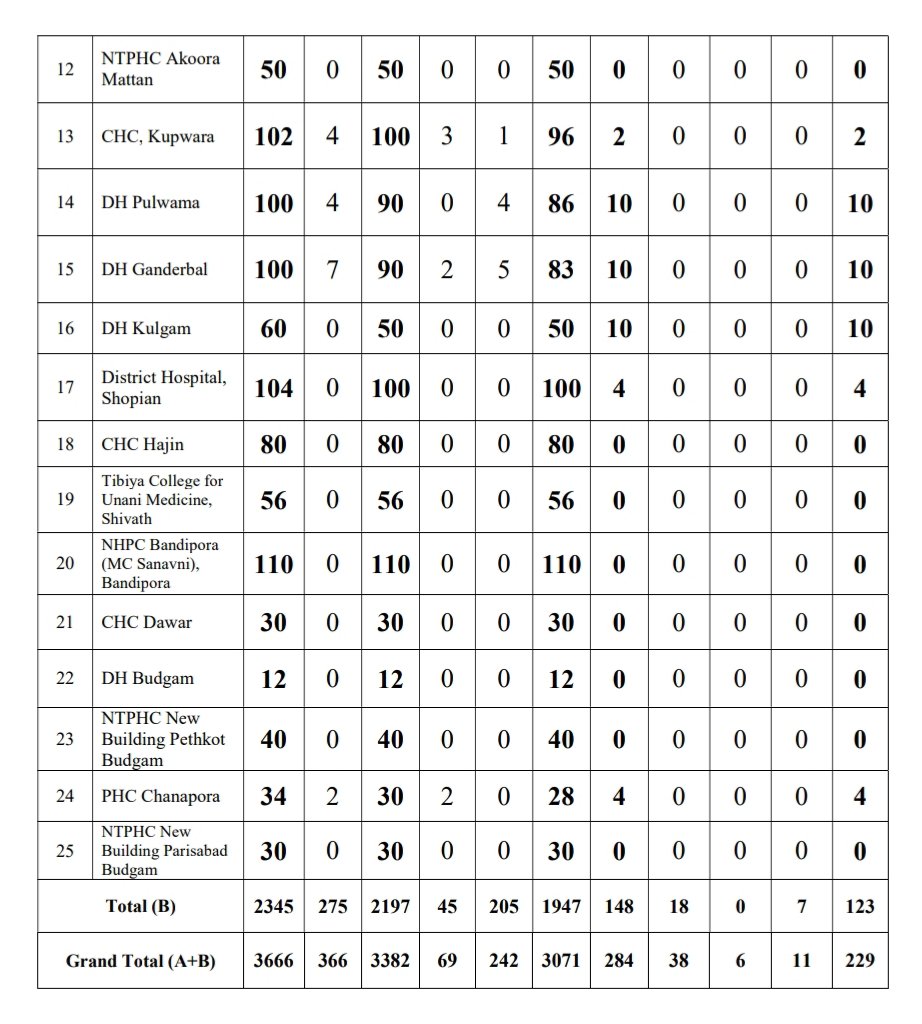 12 NTPHC Akoora Mattan 50 0 50 0 0 50 0 0 0 0 0
13 CHC, Kupwara 102 4 100 3 1 96 2 0 0 0 2
14 DH Pulwama 100 4 90 0 4 86 10 0 0 0 10
15 DH Ganderbal 100 7 90 2 5 83 10 0 0 0 10
16 DH Kulgam 60 0 50 0 0 50 10 0 0 0 10
17 District Hospital, Shopian 104 0 100 0 0 100 4 0 0 0 4
18 CHC Hajin 80 0 80 0 0 80 0 0 0 0 0
19 Tibiya College for Unani Medicine, Shivath 56 0 56 0 0 56 0 0 0 0 0
20 NHPC Bandipora (MC Sanavni), Bandipora 110 0 110 0 0 110 0 0 0 0 0
21 CHC Dawar 30 0 30 0 0 30 0 0 0 0 0
22 DH Budgam 12 0 12 0 0 12 0 0 0 0 0
23 NTPHC New Building Pethkot Budgam 40 0 40 0 0 40 0 0 0 0 0
24 PHC Chanapora 34 2 30 2 0 28 4 0 0 0 4
25 NTPHC New Building Parisabad Budgam 30 0 30 0 0 30 0 0 0 0 0
Total (B) 2345 275 2197 45 205 1947 148 18 0 7 123
Grand Total (A+B) 3666 366 3382 69 242 3071 284 38 6 11 229